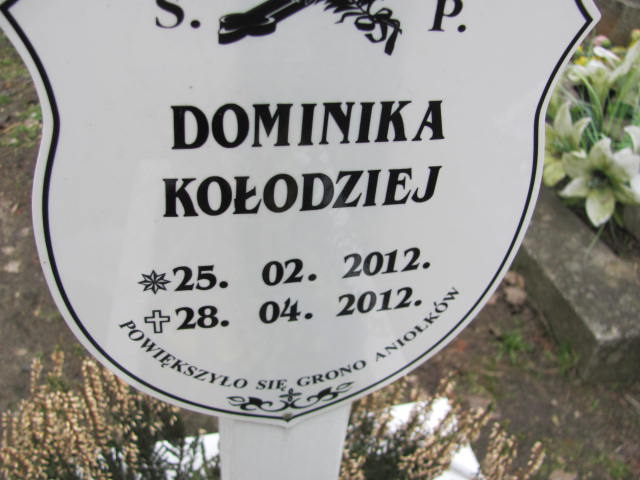 S. P.
DOMINIKA
KOŁODZIEJ
25. 02. 2012.
28. 04. 2012.
POWIĘKSZYŁO SIĘ GRONO ANIOŁKÓW